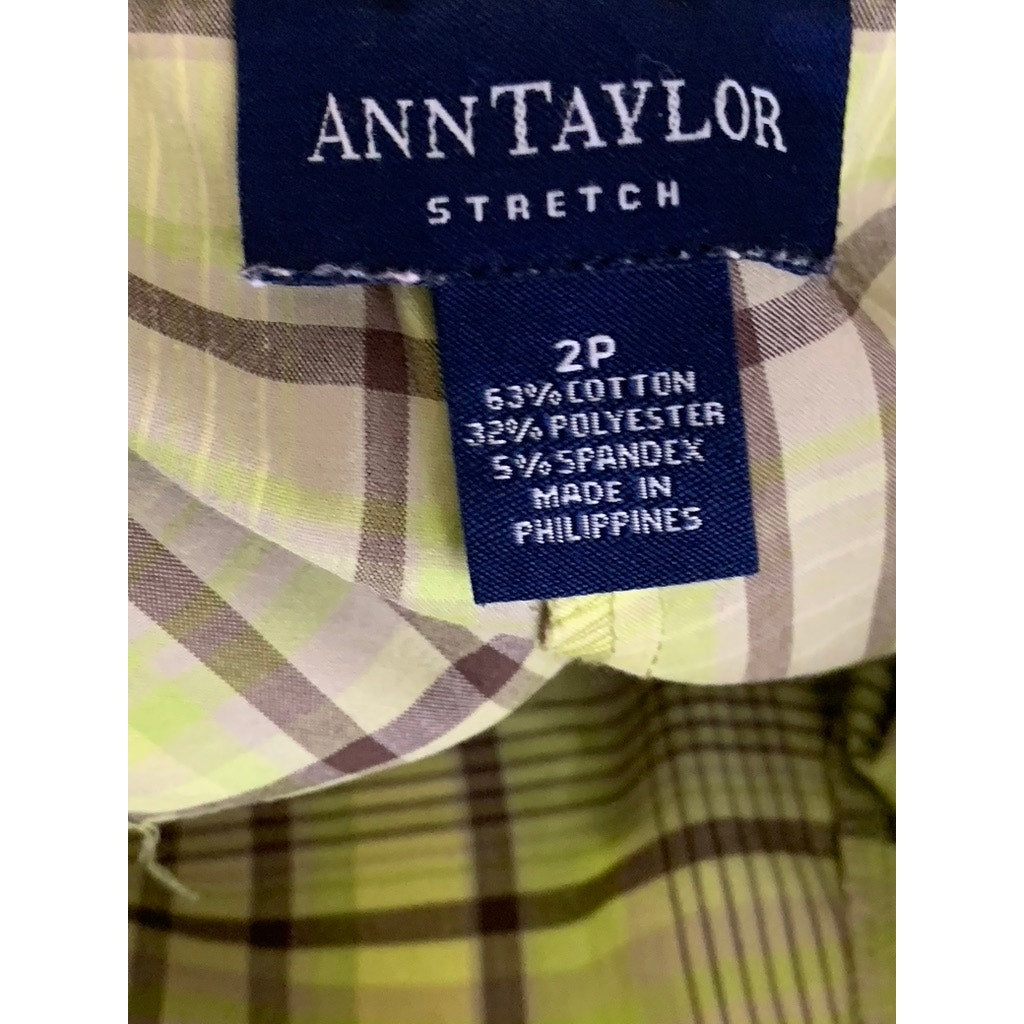 ANNTAYLOR
STRETCH
2P
63% COTTON
32% POLYESTER
5% SPANDEX
MADE IN
PHILIPPINES